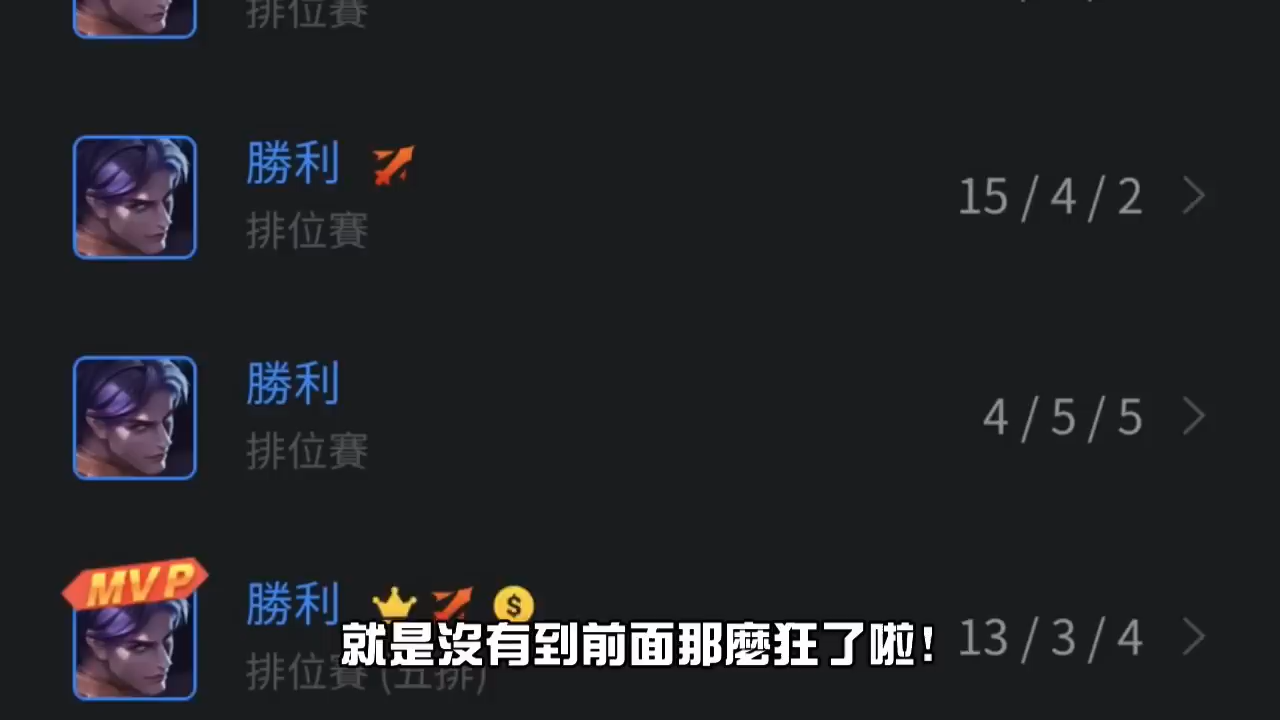 排位賽
勝利
排位賽
15 / 4 / 2
勝利
排位賽
4 / 5 / 5
MVP
勝利
$
排位賽 (五排)
13 / 3 / 4
就是沒有到前面那麼狂了啦!